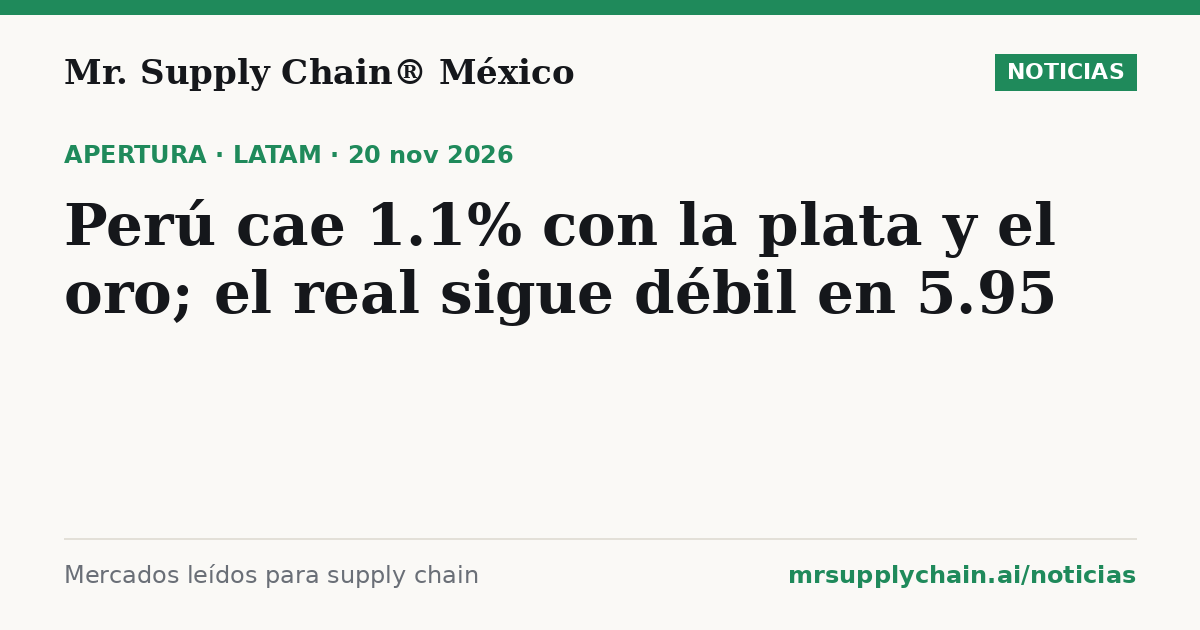 Mr. Supply Chain® México
NOTICIAS
APERTURA · LATAM · 20 nov 2026
Perú cae 1.1% con la plata y el
oro; el real sigue débil en 5.95
Mercados leídos para supply chain
mrsupplychain.ai/noticias